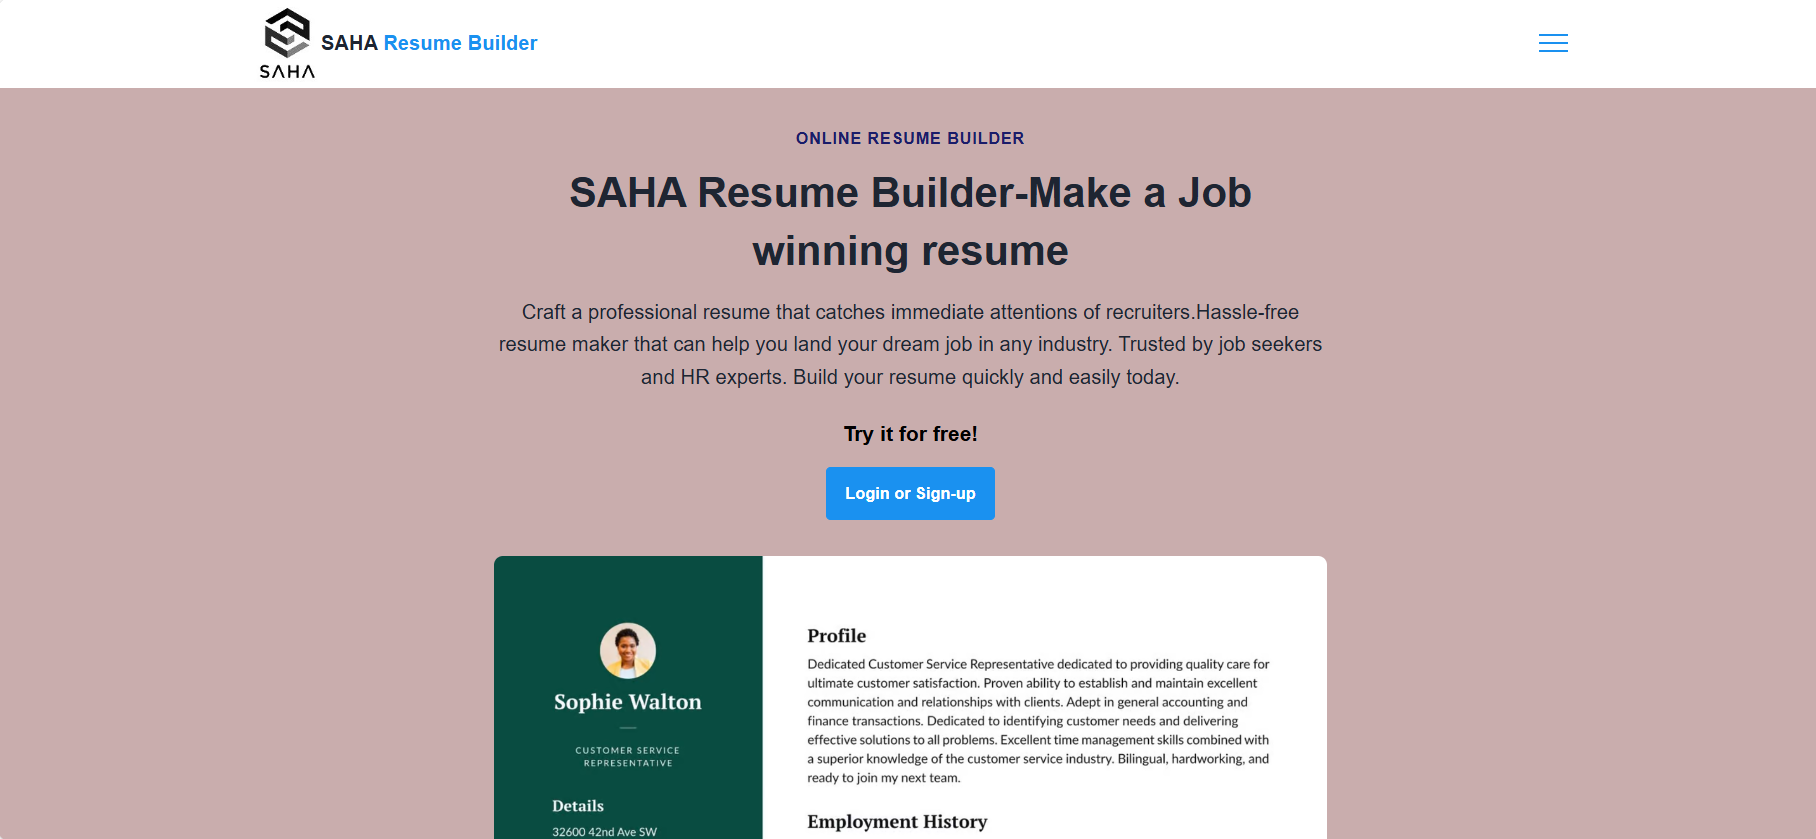 SAHA
SAHA Resume Builder
ONLINE RESUME BUILDER
SAHA Resume Builder-Make a Job
winning resume
Craft a professional resume that catches immediate attentions of recruiters.Hassle-free
resume maker that can help you land your dream job in any industry. Trusted by job seekers
and HR experts. Build your resume quickly and easily today.
Try it for free!
Login or Sign-up
Sophie Walton
CUSTOMER SERVICE
REPRESENTATIVE
Details
32600 42nd Ave SW
Profile
Dedicated Customer Service Representative dedicated to providing quality care for
ultimate customer satisfaction. Proven ability to establish and maintain excellent
communication and relationships with clients. Adept in general accounting and
finance transactions. Dedicated to identifying customer needs and delivering
effective solutions to all problems. Excellent time management skills combined with
a superior knowledge of the customer service industry. Bilingual, hardworking, and
ready to join my next team.
Employment History